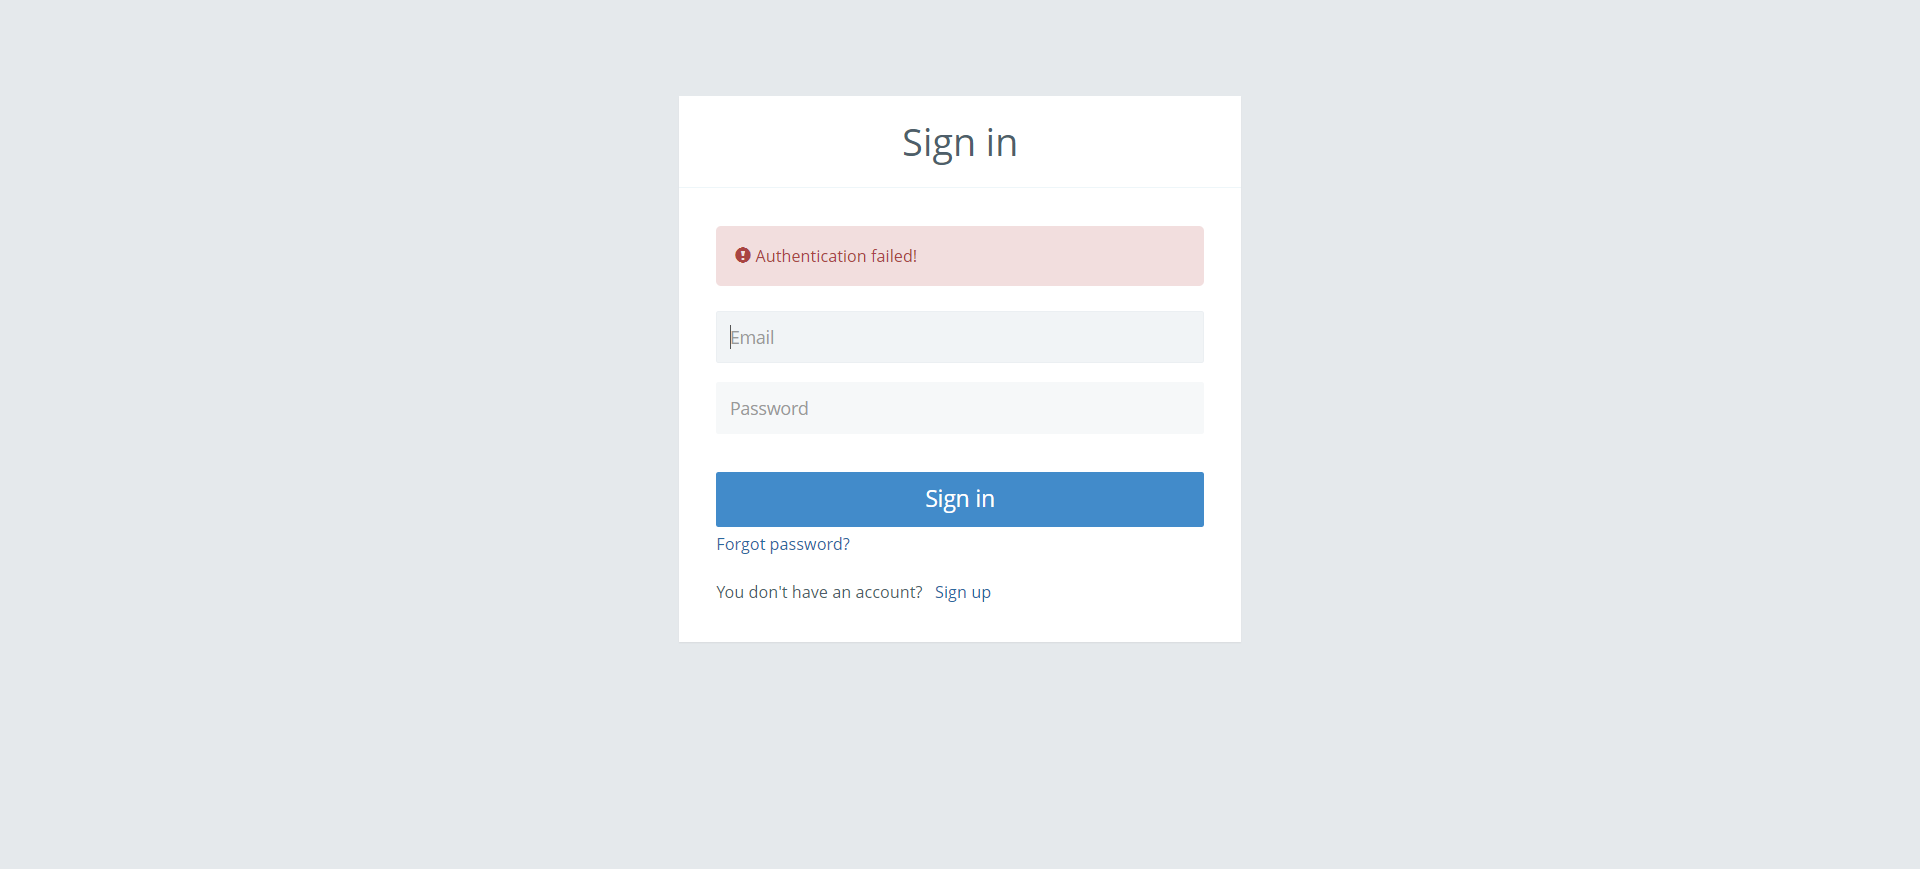 Sign in
Authentication failed!
Email
Password
Sign in
Forgot password?
You don't have an account? Sign up